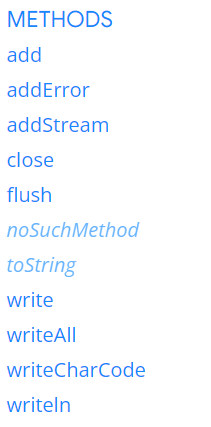 METHODS
add
addError
addStream
close
flush
noSuchMethod
toString
write
writeAll
writeCharCode
writeln